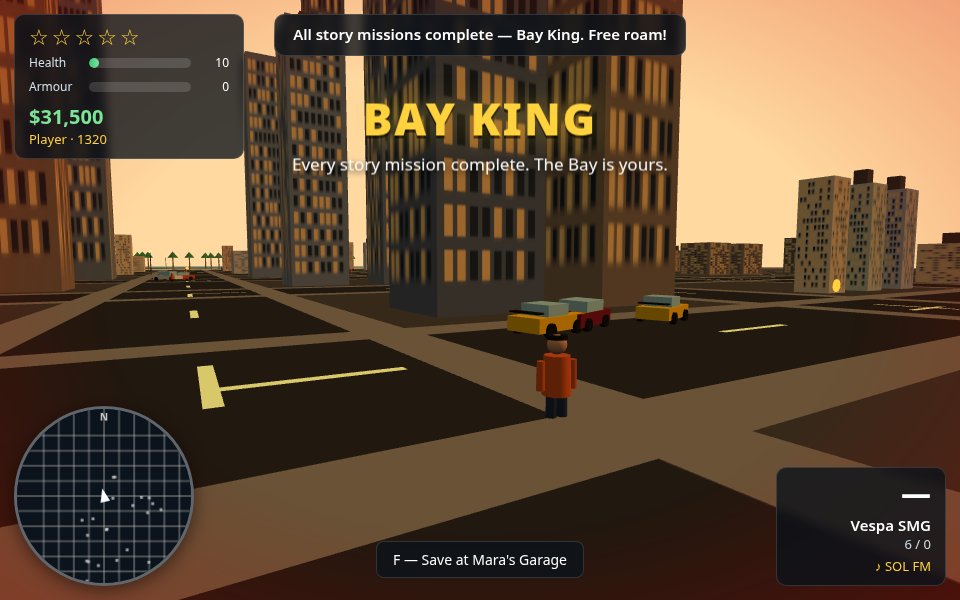 ☆☆☆☆☆
Health 10
Armour 0
$31,500
Player · 1320
All story missions complete — Bay King. Free roam!
BAY KING
Every story mission complete. The Bay is yours.
N
F — Save at Mara's Garage
Vespa SMG
6 / 0
♪ SOL FM